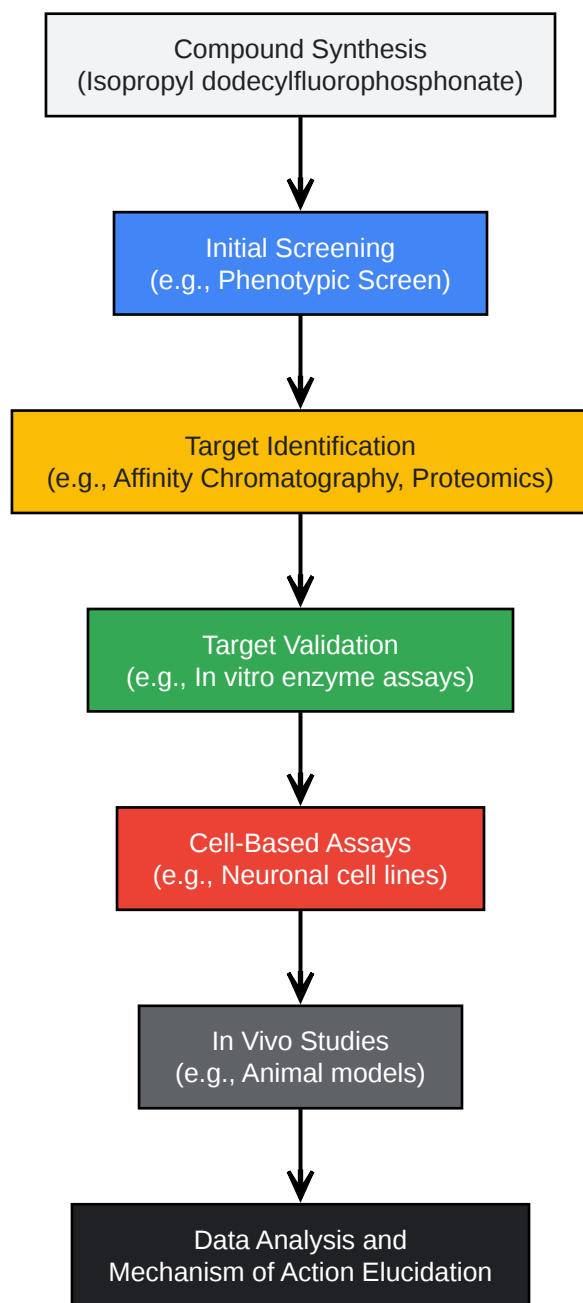 Compound Synthesis
(Isopropyl dodecylfluorophosphonate)
Initial Screening
(e.g., Phenotypic Screen)
Target Identification
(e.g., Affinity Chromatography, Proteomics)
Target Validation
(e.g., In vitro enzyme assays)
Cell-Based Assays
(e.g., Neuronal cell lines)
In Vivo Studies
(e.g., Animal models)
Data Analysis and
Mechanism of Action Elucidation